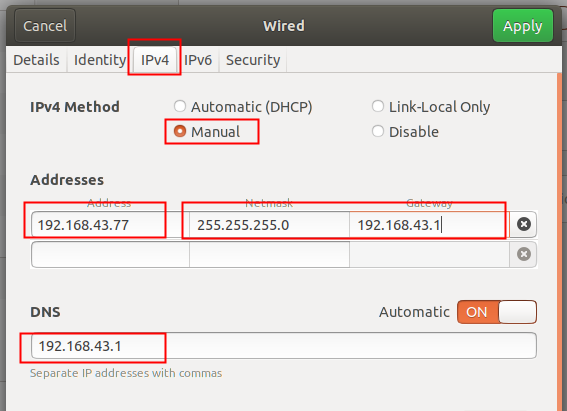 Cancel Wired Apply
Details Identity IPv4 IPv6 Security
IPv4 Method Automatic (DHCP) Link-Local Only
Manual Disable
Addresses
Address Netmask Gateway
192.168.43.77 255.255.255.0 192.168.43.1
DNS Automatic ON
192.168.43.1
Separate IP addresses with commas